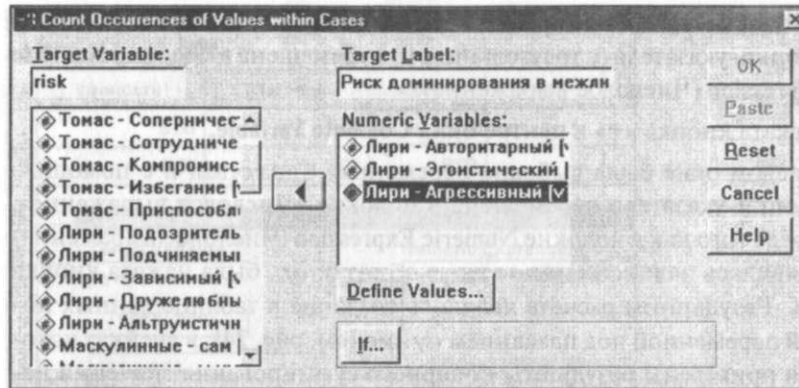 Count Occurrences of Values within Cases
Target Variable:
risk
Томас - Соперничес
Томас - Сотрудниче
Томас - Компромисс
Томас - Избегание [
Томас - Приспособл
Лири - Подозритель
Лири - Подчиняемы
Лири - Зависимый [
Лири - Дружелюбны
Лири - Альтруистичн
Маскулинные - сам [
Target Label:
Риск доминирования в межли
Numeric Variables:
Лири - Авторитарный [
Лири - Эгоистический [
Лири - Агрессивный [
Define Values...
If...
OK
Paste
Reset
Cancel
Help